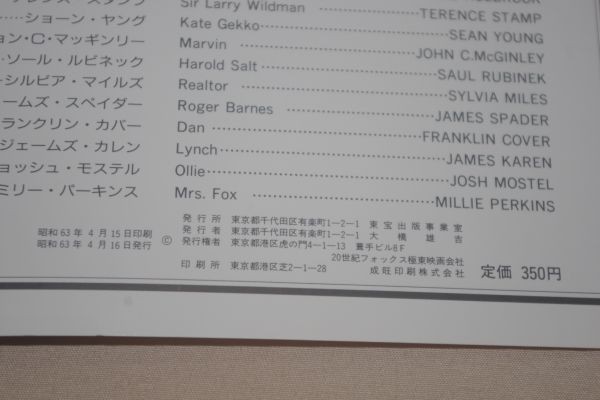 Sir Larry Wildman TERENCE STAMP
ショーン・ヤング Kate Gekko SEAN YOUNG
ョン・C・マッギンリー Marvin JOHN C.McGINLEY
ソール・ルビネック Harold Salt SAUL RUBINEK
シルビア・マイルズ Realtor SYLVIA MILES
ームズ・スペイダー Roger Barnes JAMES SPADER
ランクリン・カバー Dan FRANKLIN COVER
ジェームズ・カレン Lynch JAMES KAREN
ョッシュ・モステル Ollie JOSH MOSTEL
ミリー・パーキンス Mrs. Fox MILLIE PERKINS
昭和63年 4月15日印刷
昭和63年 4月16日発行 ©
発行所 東京都千代田区有楽町1-2-1 東宝出版事業室
発行者 東京都千代田区有楽町1-2-1 大橋雄吉
発行権者 東京都港区虎の門4-1-13 葺手ビル8F
20世紀フォックス極東映画会社
印刷所 東京都港区芝2-1-28 成旺印刷株式会社
定価 350円